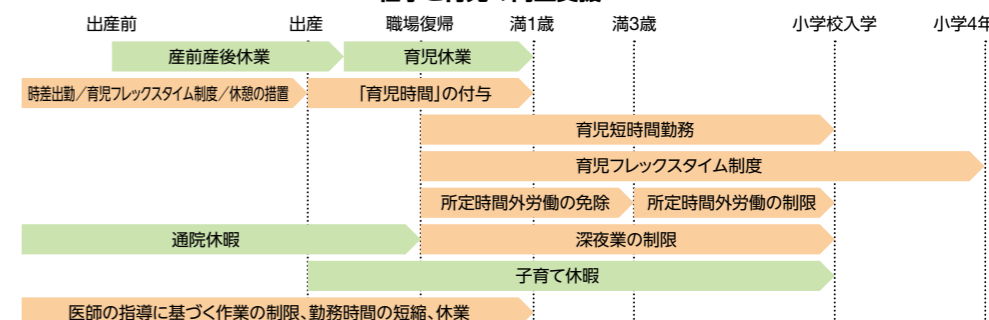 出産前 出産 職場復帰 満1歳 満3歳 小学校入学 小学4年
産前産後休業 育児休業
時差出勤／育児フレックスタイム制度／休憩の措置 「育児時間」の付与
育児短時間勤務
育児フレックスタイム制度
所定時間外労働の免除 所定時間外労働の制限
通院休暇 深夜業の制限
子育て休暇
医師の指導に基づく作業の制限、勤務時間の短縮、休業